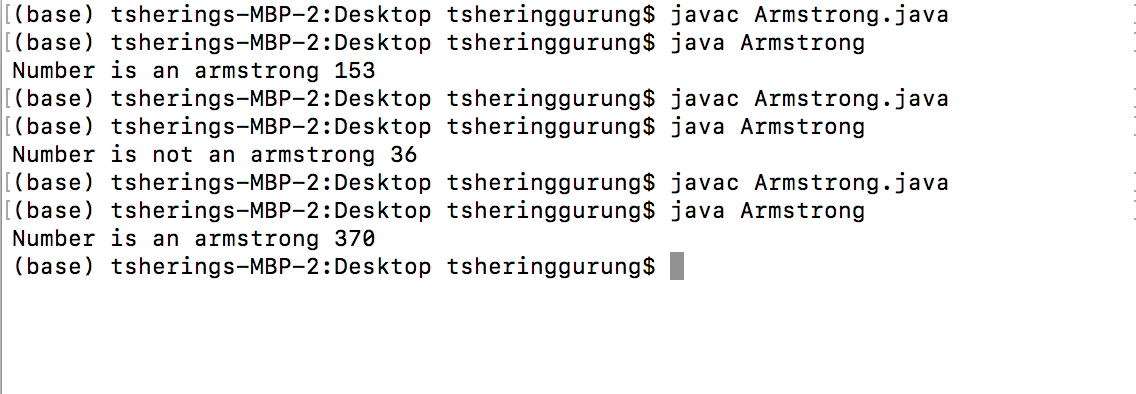 [(base) tsherings-MBP-2:Desktop tsheringgurung$ javac Armstrong.java
[(base) tsherings-MBP-2:Desktop tsheringgurung$ java Armstrong
Number is an armstrong 153
[(base) tsherings-MBP-2:Desktop tsheringgurung$ javac Armstrong.java
[(base) tsherings-MBP-2:Desktop tsheringgurung$ java Armstrong
Number is not an armstrong 36
[(base) tsherings-MBP-2:Desktop tsheringgurung$ javac Armstrong.java
[(base) tsherings-MBP-2:Desktop tsheringgurung$ java Armstrong
Number is an armstrong 370
(base) tsherings-MBP-2:Desktop tsheringgurung$